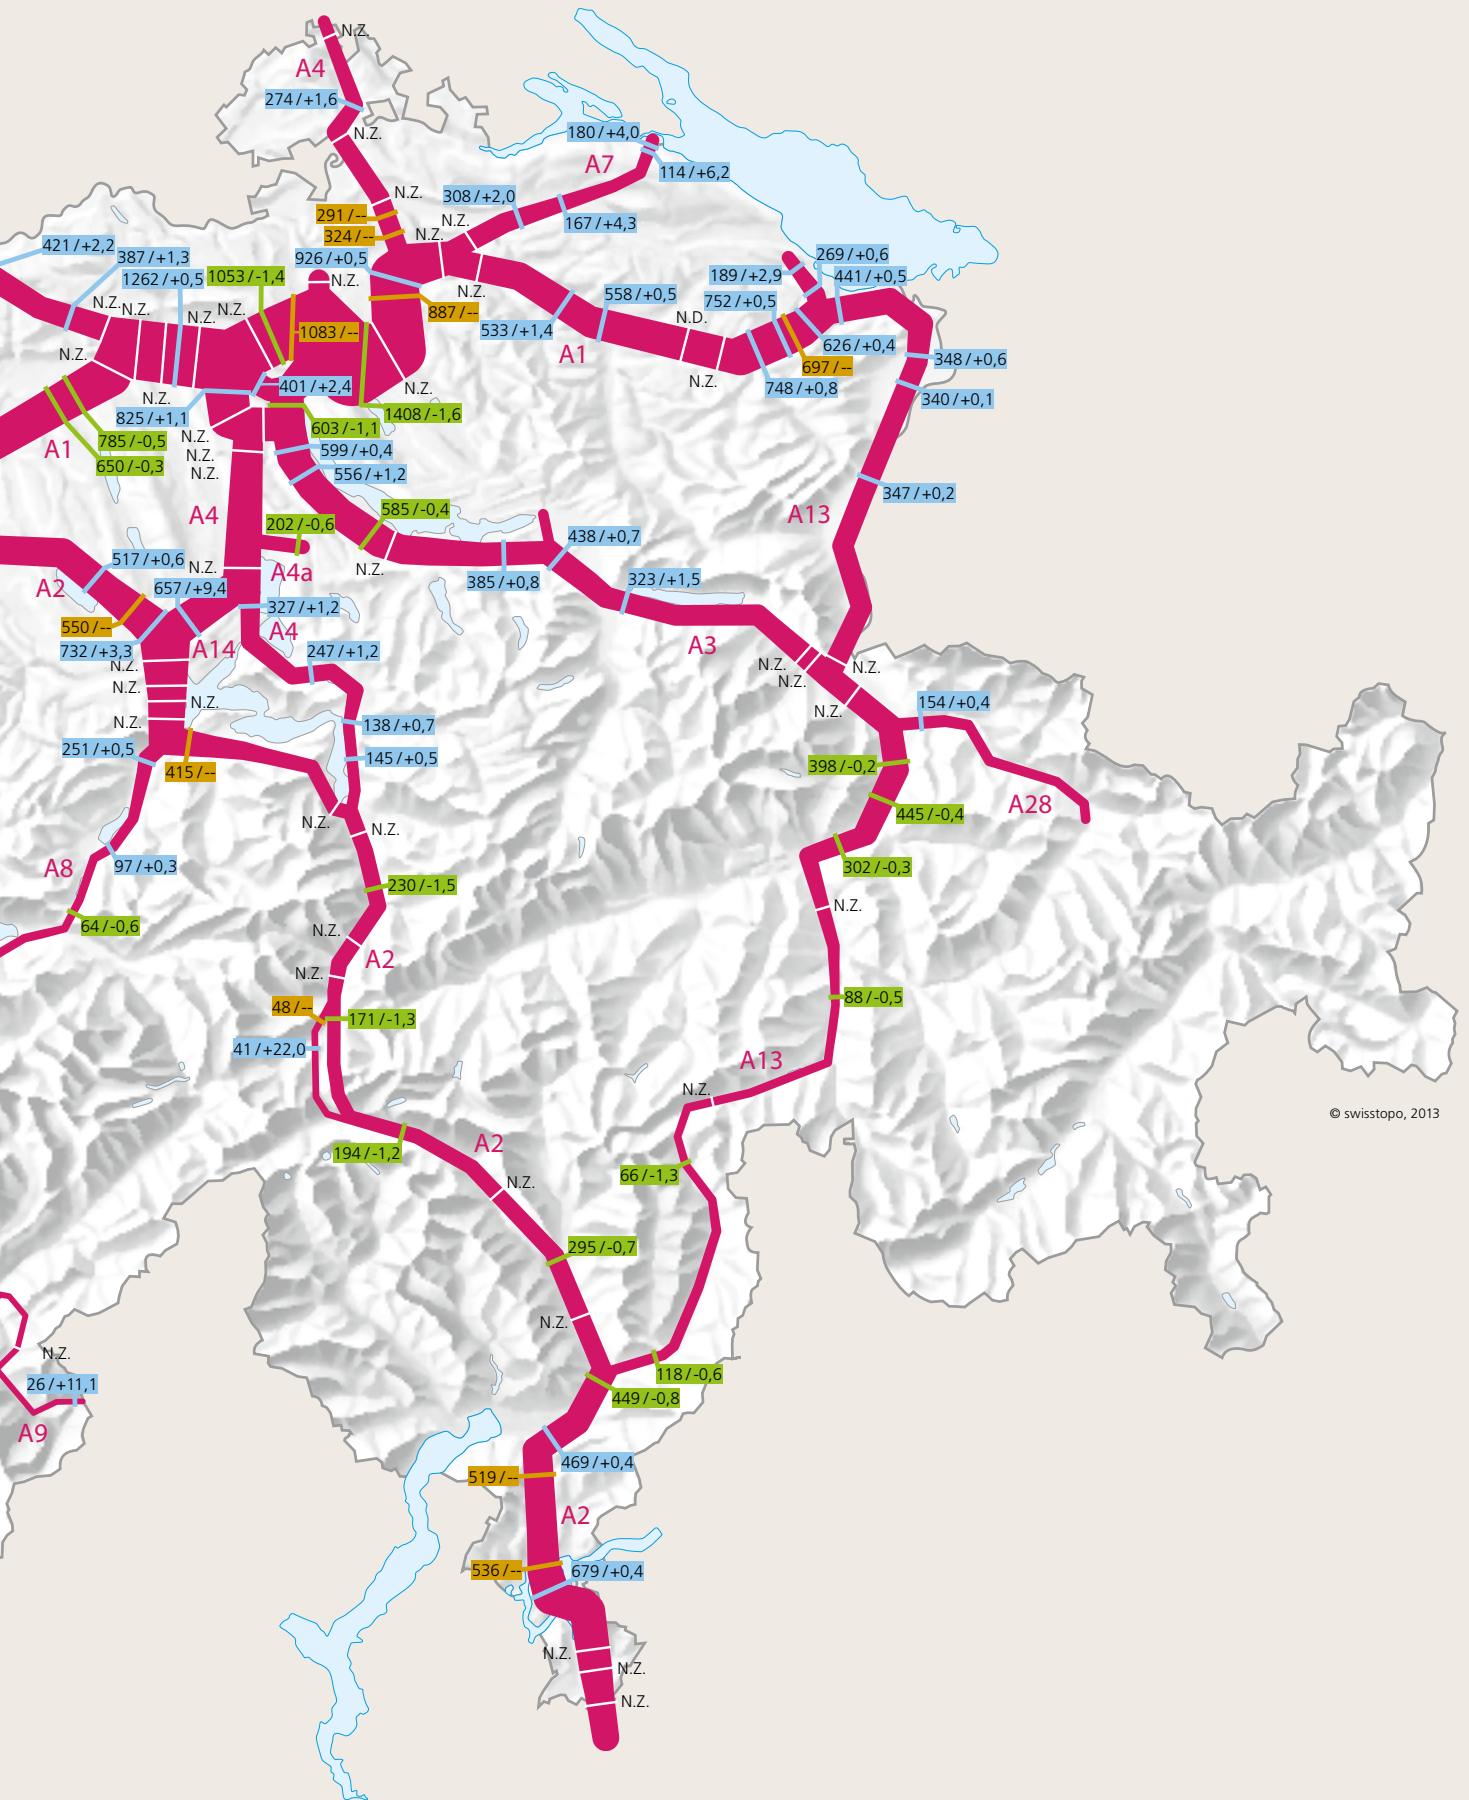 N.Z.
A4
274 / +1,6
N.Z.
180 / +4,0
A7
114 / +6,2
N.Z.
308 / +2,0
291 / --
N.Z.
167 / +4,3
324 / --
N.Z.
421 / +2,2
387 / +1,3
926 / +0,5
269 / +0,6
1262 / +0,5
1053 / -1,4
N.Z.
189 / +2,9
441 / +0,5
N.Z.
558 / +0,5
752 / +0,5
N.Z.
N.Z.
N.Z.
N.Z.
887 / --
N.D.
1083 / --
533 / +1,4
626 / +0,4
N.Z.
A1
697 / --
348 / +0,6
N.Z.
401 / +2,4
N.Z.
N.Z.
748 / +0,8
340 / +0,1
825 / +1,1
1408 / -1,6
603 / -1,1
N.Z.
785 / -0,5
A1
N.Z.
599 / +0,4
650 / -0,3
N.Z.
556 / +1,2
347 / +0,2
A4
585 / -0,4
A13
202 / -0,6
438 / +0,7
517 / +0,6
N.Z.
N.Z.
A4a
385 / +0,8
323 / +1,5
A2
657 / +9,4
327 / +1,2
550 / --
A4
732 / +3,3
A14
247 / +1,2
A3
N.Z.
N.Z.
N.Z.
N.Z.
N.Z.
N.Z.
154 / +0,4
N.Z.
N.Z.
138 / +0,7
251 / +0,5
145 / +0,5
415 / --
398 / -0,2
A28
445 / -0,4
N.Z.
N.Z.
97 / +0,3
A8
302 / -0,3
230 / -1,5
N.Z.
64 / -0,6
N.Z.
A2
N.Z.
88 / -0,5
48 / --
171 / -1,3
41 / +22,0
A13
N.Z.
© swisstopo, 2013
A2
194 / -1,2
66 / -1,3
N.Z.
295 / -0,7
N.Z.
N.Z.
118 / -0,6
26 / +11,1
449 / -0,8
A9
469 / +0,4
519 / --
A2
536 / --
679 / +0,4
N.Z.
N.Z.
N.Z.